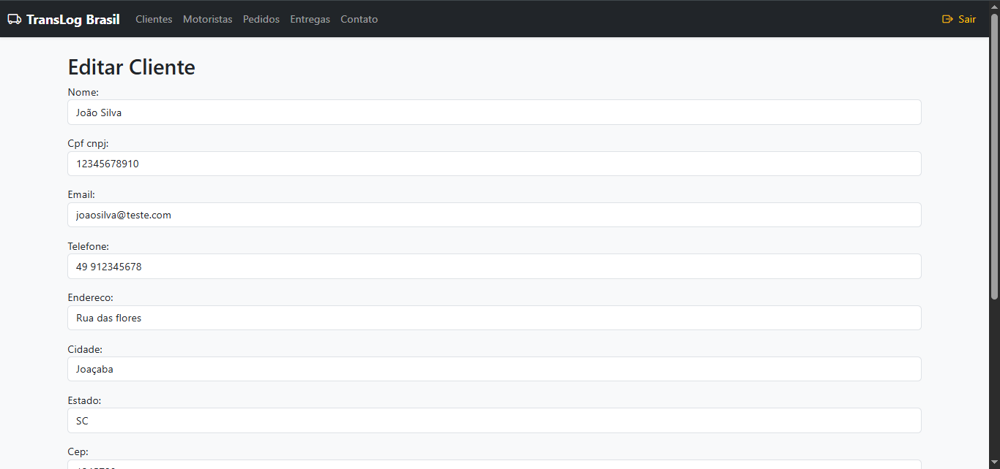 TransLog Brasil Clientes Motoristas Pedidos Entregas Contato Sair
Editar Cliente
Nome:
João Silva
Cpf cnpj:
12345678910
Email:
joaosilva@teste.com
Telefone:
49 912345678
Endereco:
Rua das flores
Cidade:
Joaçaba
Estado:
SC
Cep: